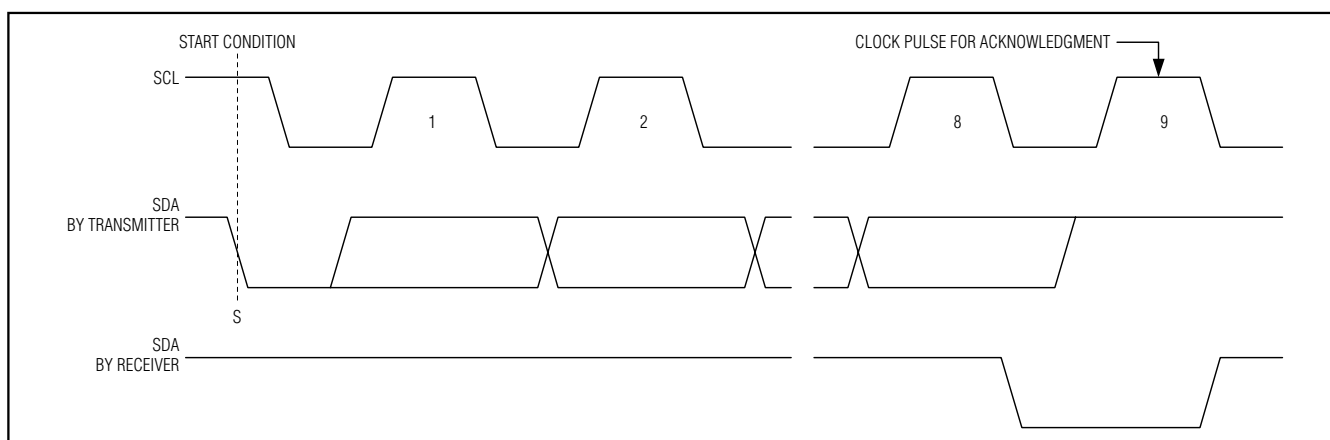 START CONDITION
CLOCK PULSE FOR ACKNOWLEDGMENT
SCL
1
2
8
9
SDA
BY TRANSMITTER
S
SDA
BY RECEIVER